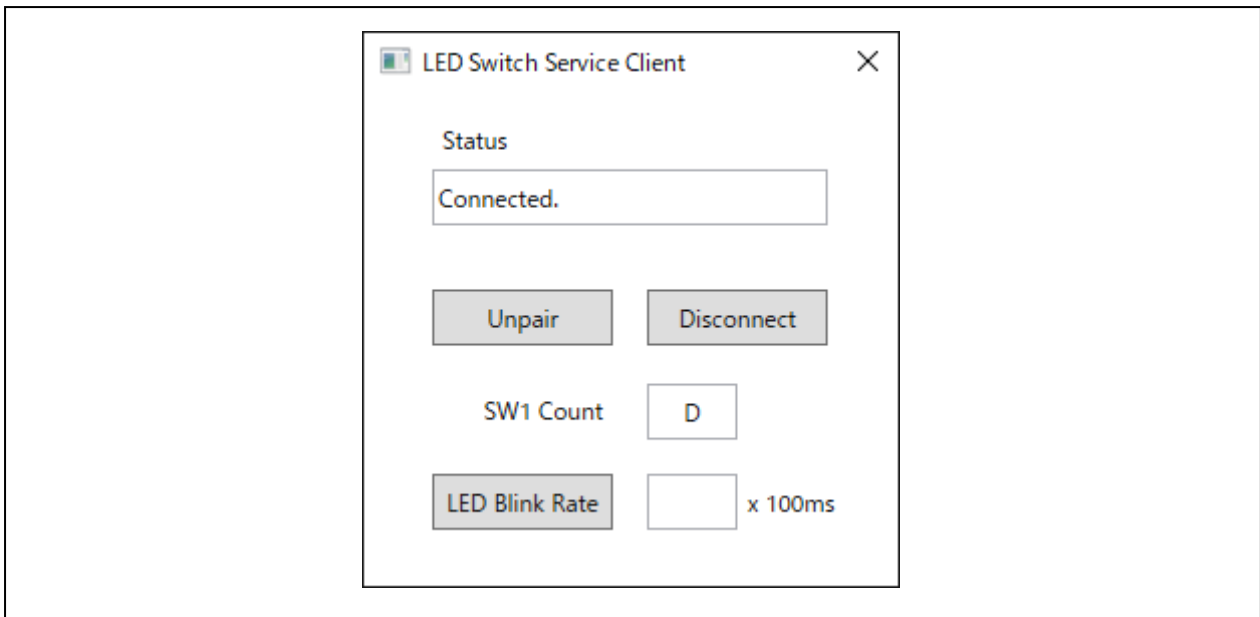 LED Switch Service Client
Status
Connected.
Unpair Disconnect
SW1 Count D
LED Blink Rate x 100ms